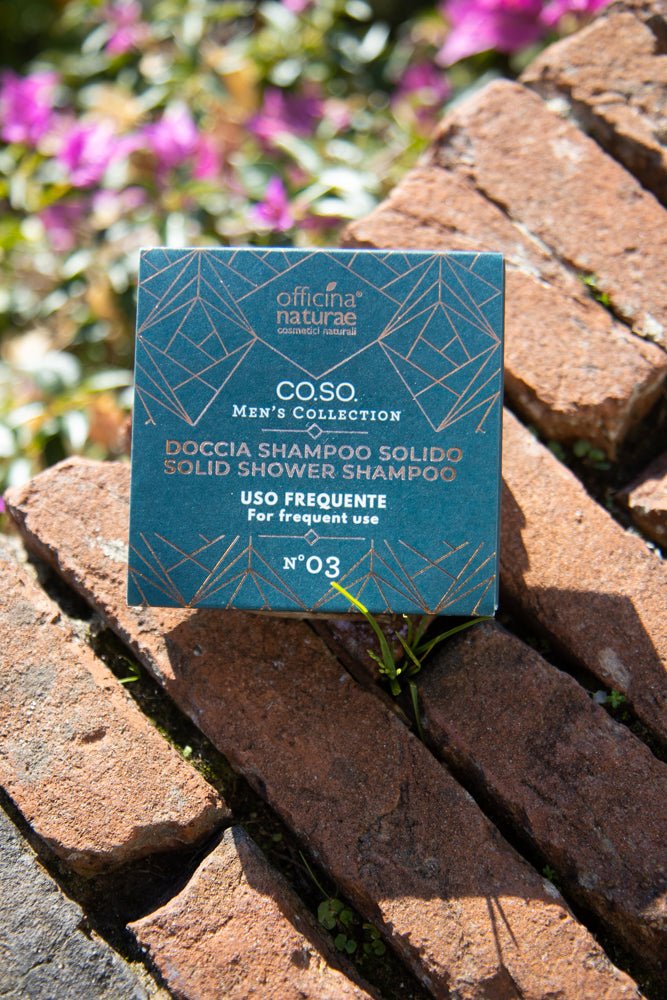 officina®
naturae
cosmetici naturali
CO.SO.
Men's Collection
DOCCIA SHAMPOO SOLIDO
SOLID SHOWER SHAMPOO
USO FREQUENTE
For frequent use
N°03